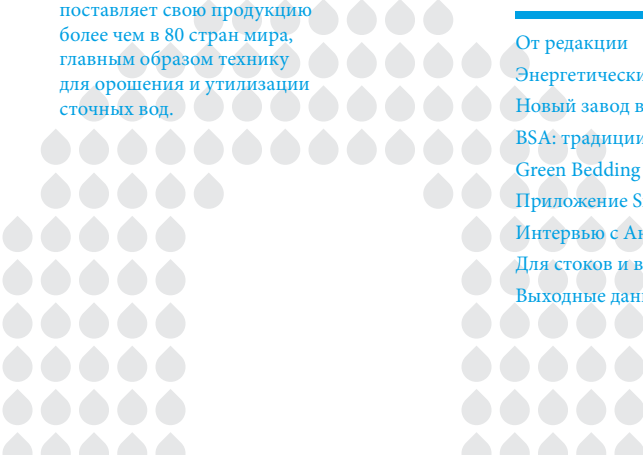 поставляет свою продукцию
более чем в 80 стран мира,
главным образом технику
для орошения и утилизации
сточных вод.
От редакции
Энергетически
Новый завод в
BSA: традиции
Green Bedding
Приложение S
Интервью с Ан
Для стоков и в
Выходные дан